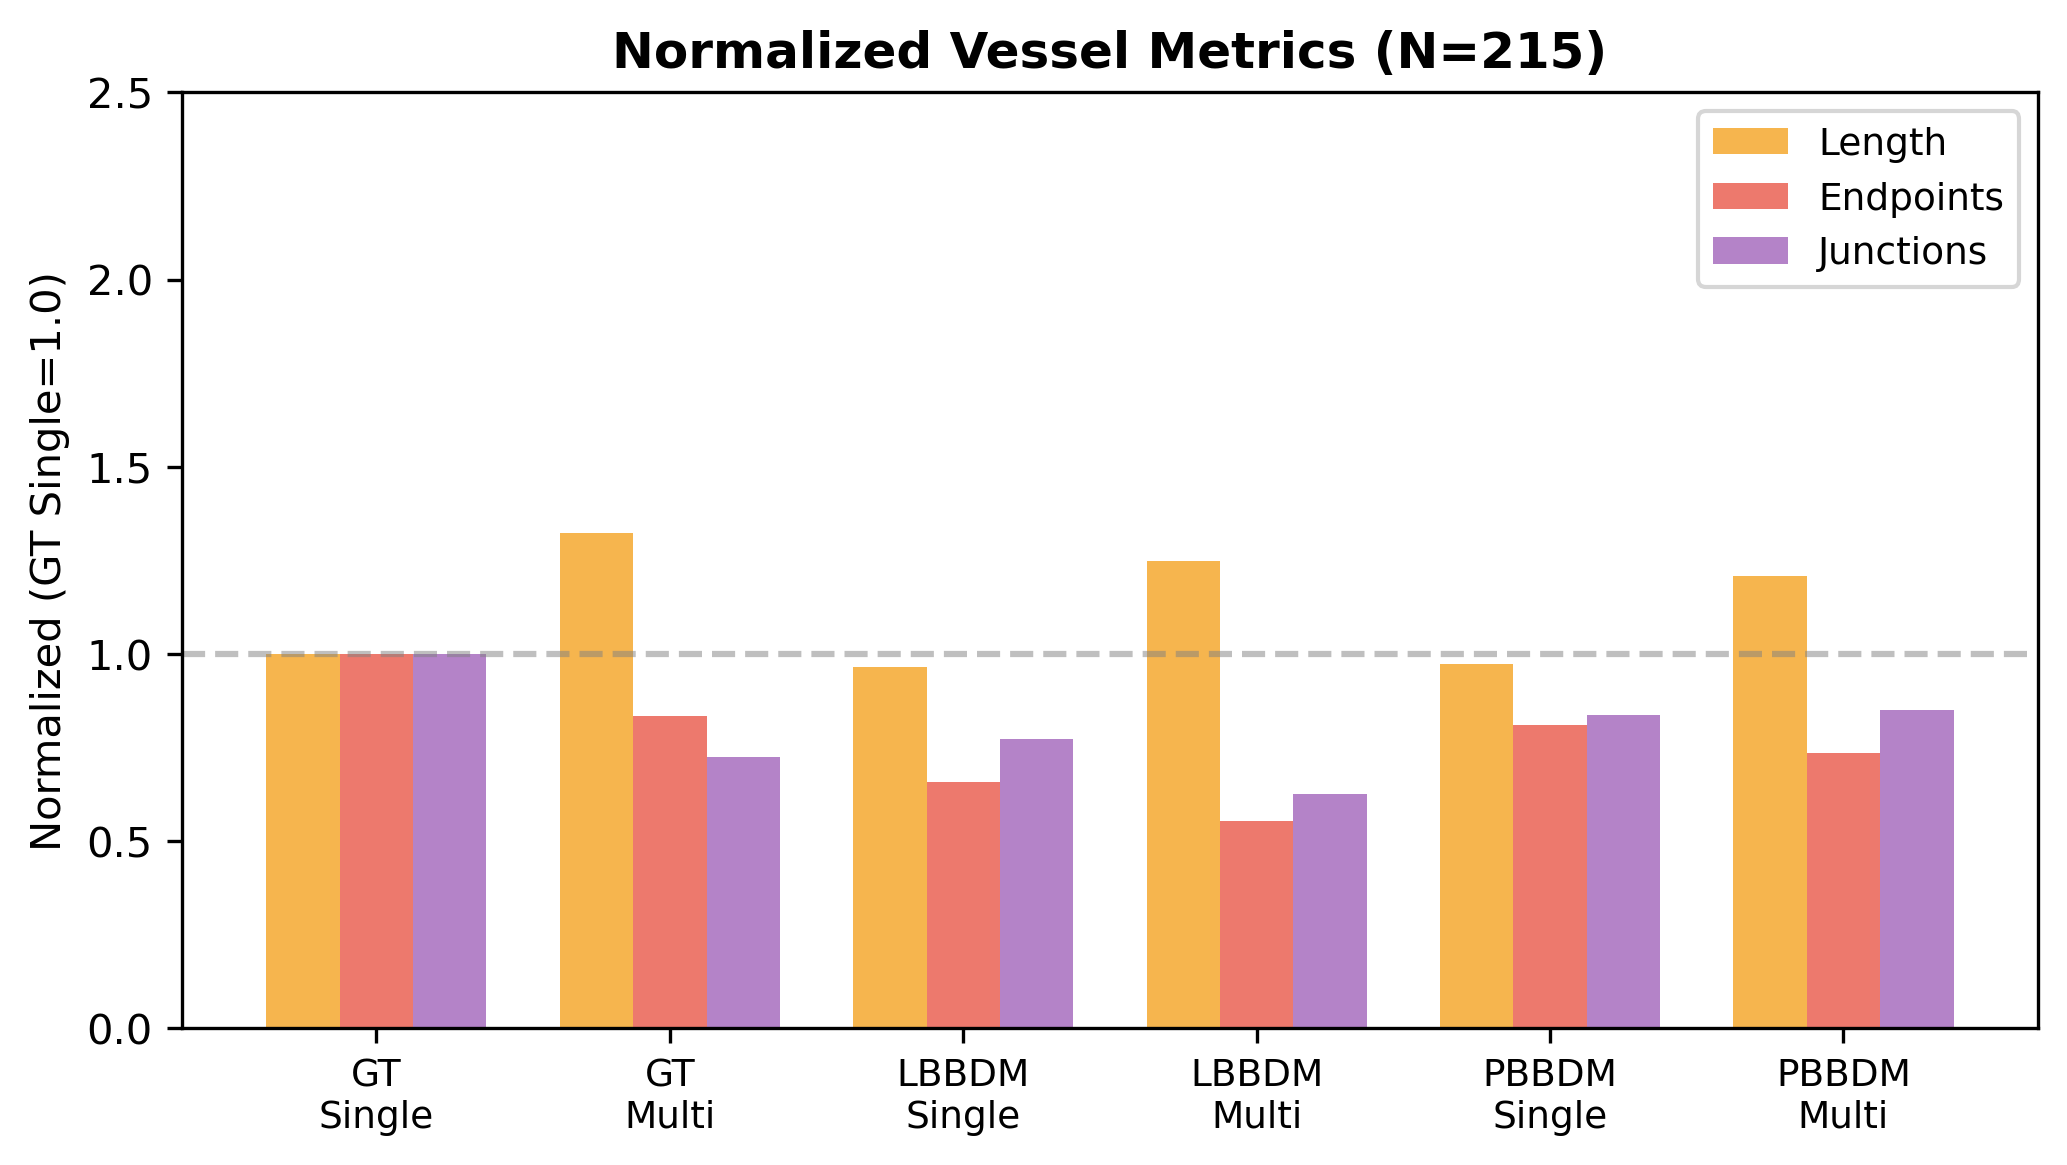 Normalized Vessel Metrics (N=215)
Normalized (GT Single=1.0)
2.5
2.0
1.5
1.0
0.5
0.0
Length
Endpoints
Junctions
GT
Single
GT
Multi
LBBDM
Single
LBBDM
Multi
PBBDM
Single
PBBDM
Multi